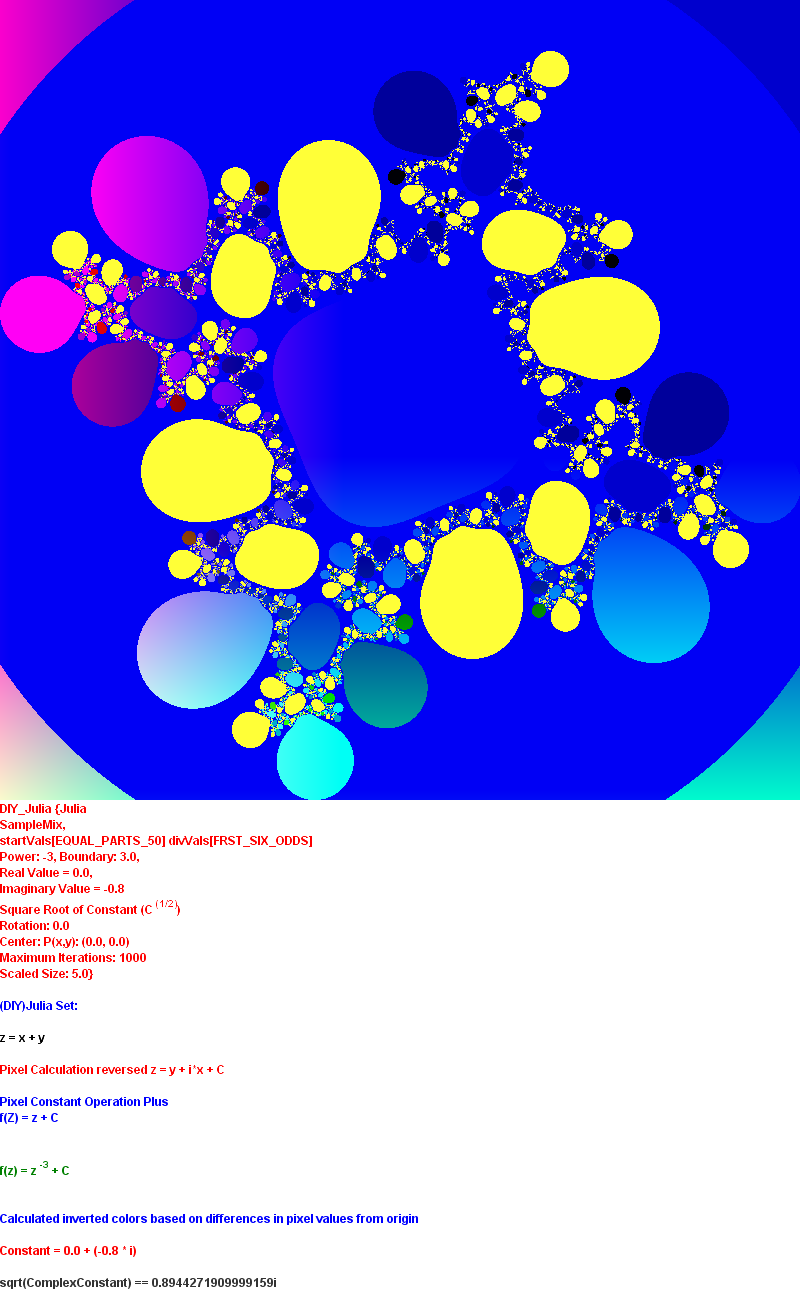 DIY_Julia {Julia
SampleMix,
startVals[EQUAL_PARTS_50] divVals[FRST_SIX_ODDS]
Power: -3, Boundary: 3.0,
Real Value = 0.0,
Imaginary Value = -0.8
Square Root of Constant (C (1/2))
Rotation: 0.0
Center: P(x,y): (0.0, 0.0)
Maximum Iterations: 1000
Scaled Size: 5.0}
(DIY)Julia Set:
z = x + y
Pixel Calculation reversed z = y + i*x + C
Pixel Constant Operation Plus
f(Z) = z + C
f(z) = z -3 + C
Calculated inverted colors based on differences in pixel values from origin
Constant = 0.0 + (-0.8 * i)
sqrt(ComplexConstant) == 0.8944271909999159i